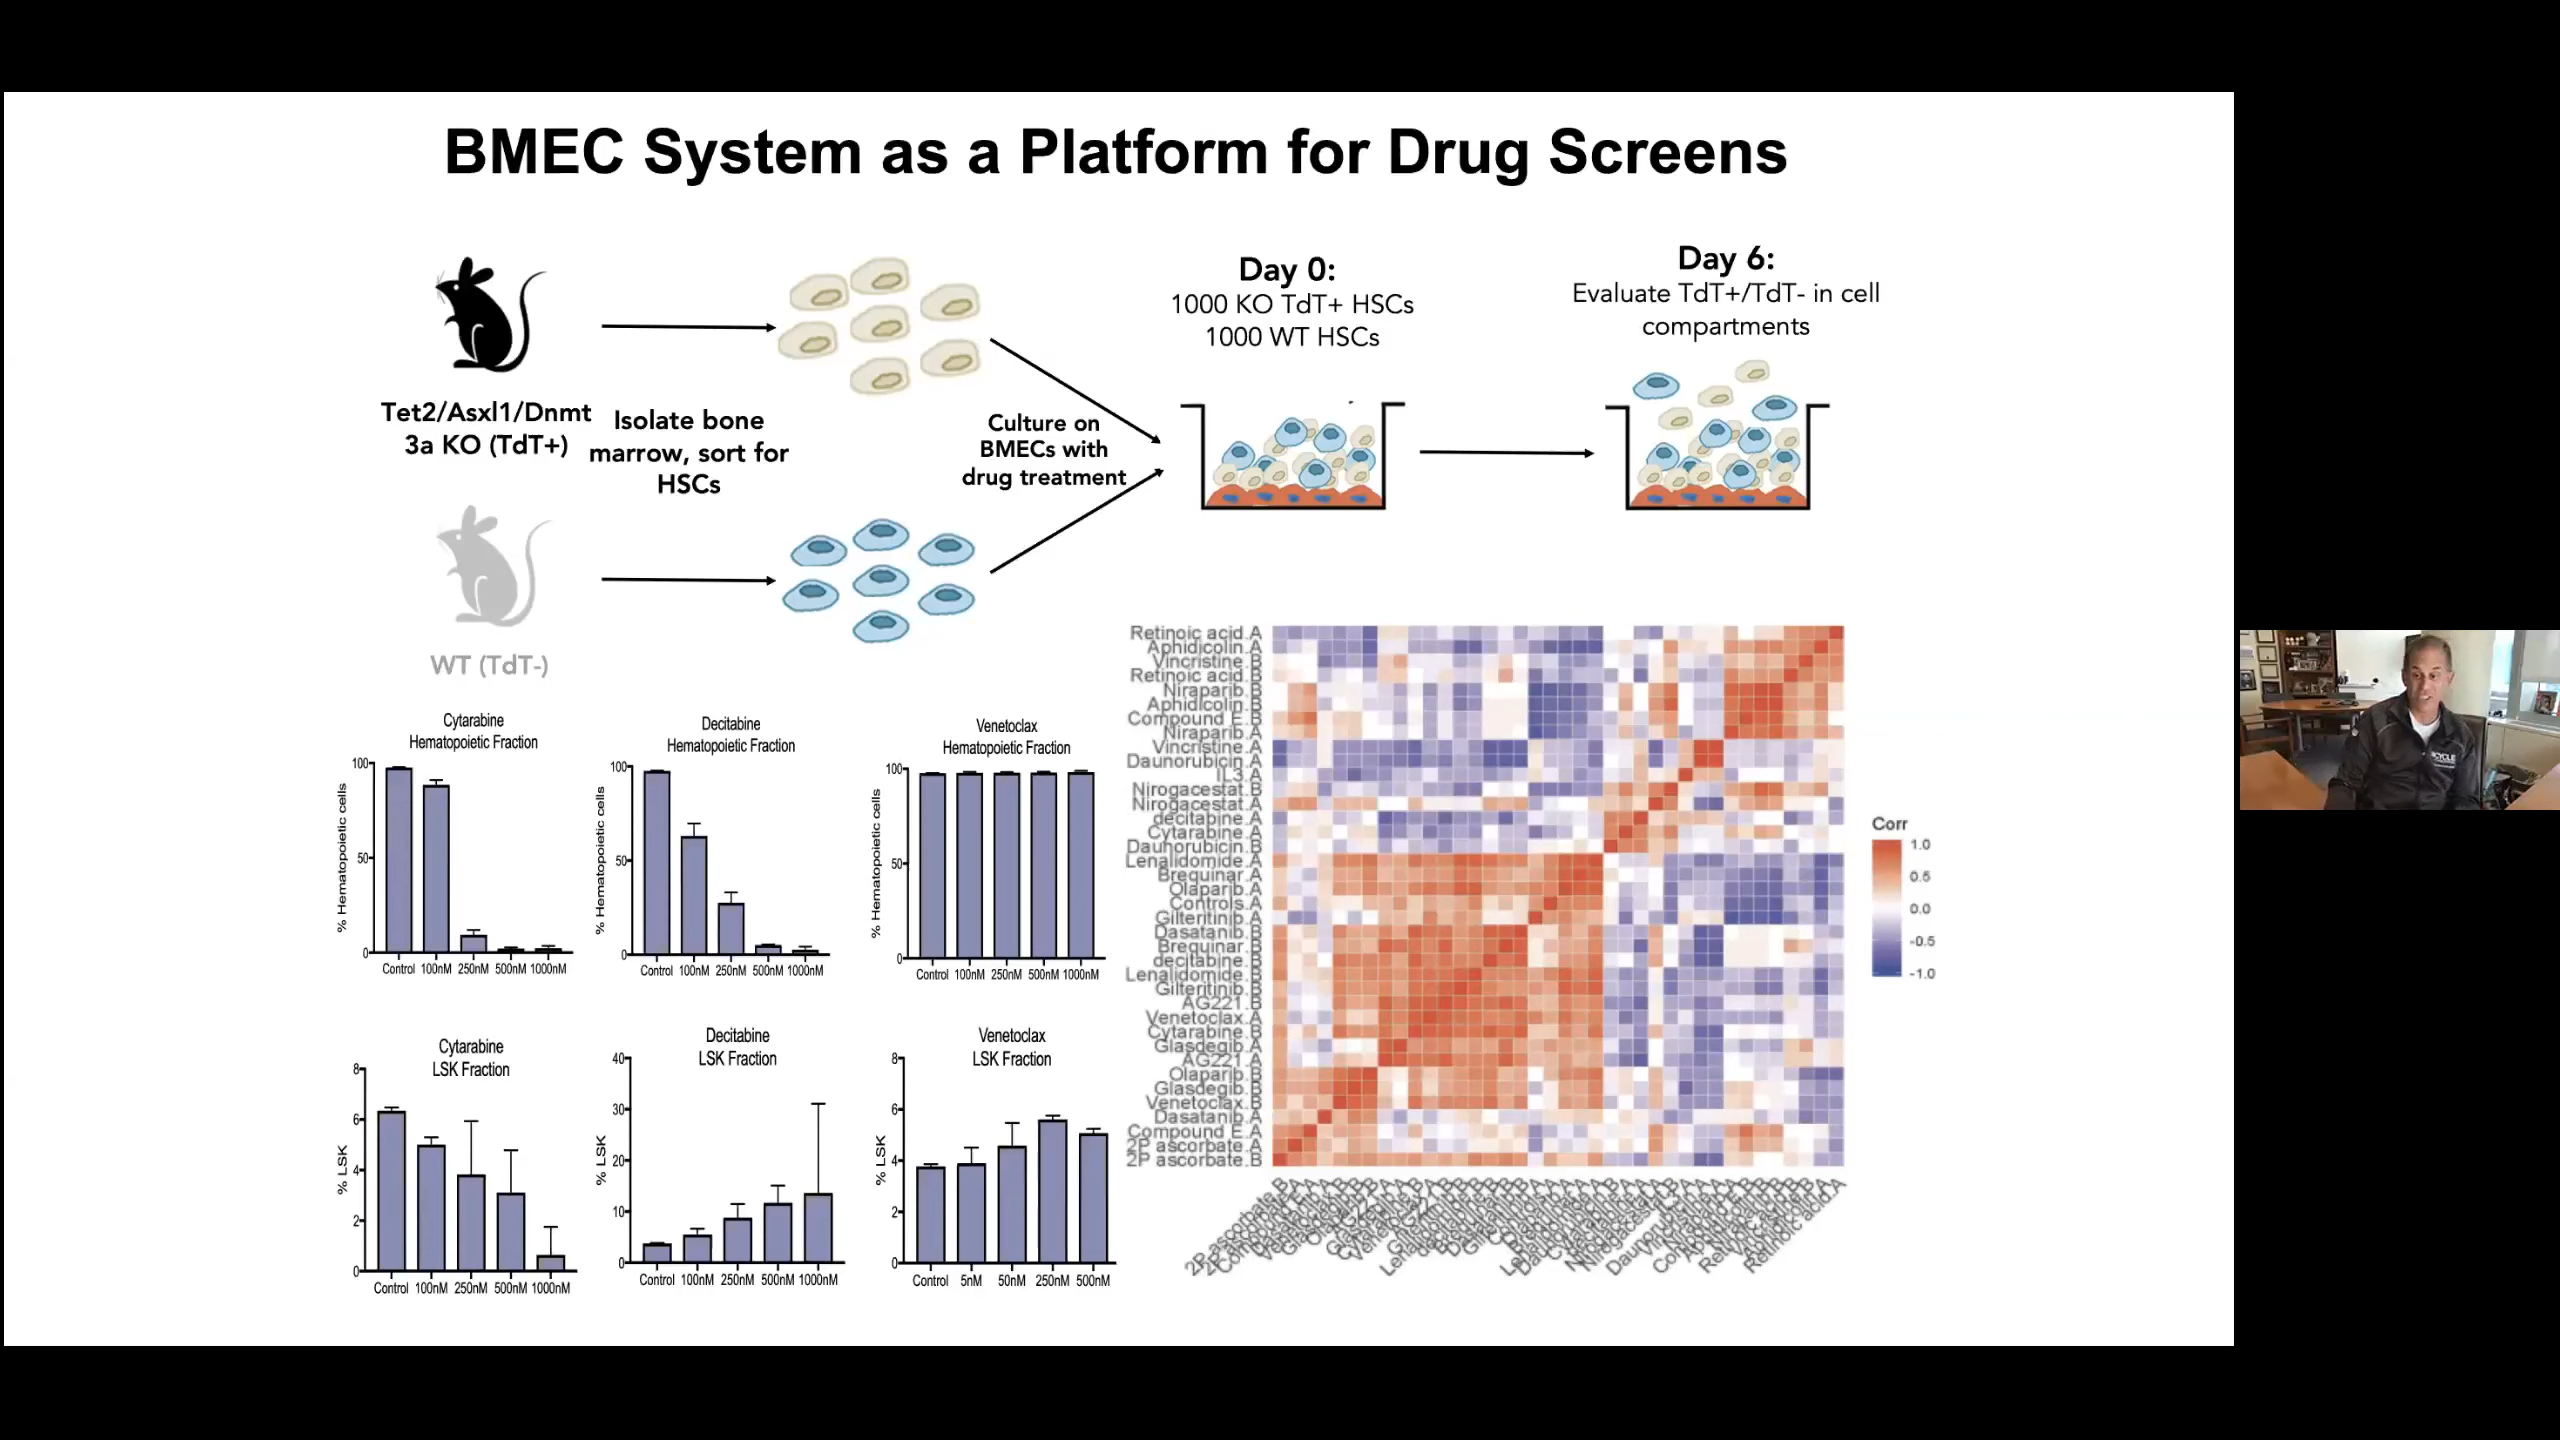 BMEC System as a Platform for Drug Screens
Tet2/Asxl1/Dnmt
3a KO (TdT+)
Isolate bone
marrow, sort for
HSCs
WT (TdT-)
Culture on
BMECs with
drug treatment
Day 0:
1000 KO TdT+ HSCs
1000 WT HSCs
Day 6:
Evaluate TdT+/TdT- in cell
compartments
Cytarabine
Hematopoietic Fraction
% Hematopoietic cells
100
50
0
Control 100nM 250nM 500nM 1000nM
Decitabine
Hematopoietic Fraction
% Hematopoietic cells
100
50
0
Control 100nM 250nM 500nM 1000nM
Venetoclax
Hematopoietic Fraction
% Hematopoietic cells
100
50
0
Control 100nM 250nM 500nM 1000nM
Cytarabine
LSK Fraction
% LSK
8
6
4
2
0
Control 100nM 250nM 500nM 1000nM
Decitabine
LSK Fraction
% LSK
40
30
20
10
0
Control 100nM 250nM 500nM 1000nM
Venetoclax
LSK Fraction
% LSK
8
6
4
2
0
Control 5nM 50nM 250nM 500nM
Retinoic acid.A
Aphidicolin.A
Vincristine.B
Retinoic acid.B
Niraparib.B
Aphidicolin.B
Compound E.B
Niraparib.A
Vincristine.A
Daunorubicin.A
IL3.A
Nirogacestat.B
Nirogacestat.A
decitabine.A
Cytarabine.A
Daunorubicin.B
Lenalidomide.A
Brequinar.A
Olaparib.A
Controls.A
Gilteritinib.A
Dasatanib.B
Brequinar.B
decitabine.B
Lenalidomide.B
Gilteritinib.B
AG221.B
Venetoclax.A
Cytarabine.B
Glasdegib.A
AG221.A
Olaparib.B
Glasdegib.B
Venetoclax.B
Dasatanib.A
Compound E.A
2P ascorbate.A
2P ascorbate.B
2P ascorbate.B
Retinoic acid.A
Corr
1.0
0.5
0.0
-0.5
-1.0